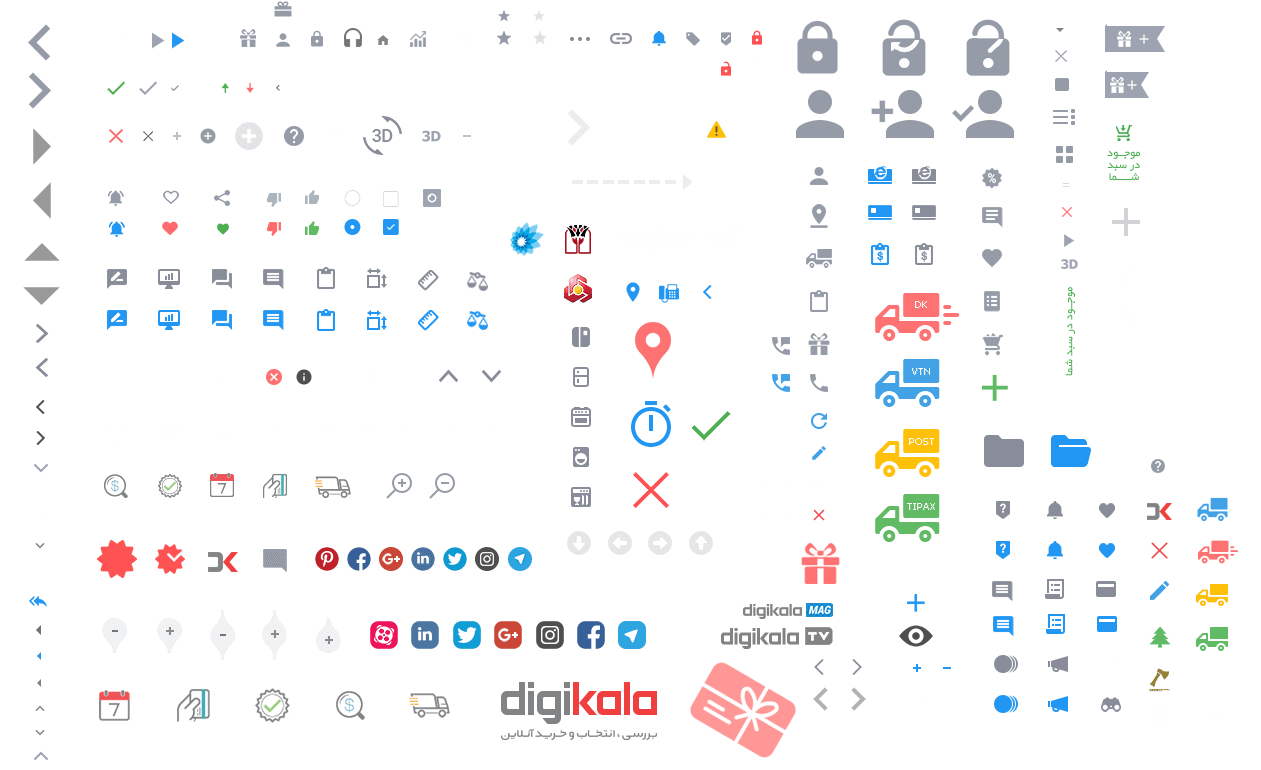 3D
3D
موجود
در سبد
شما
3D
موجود در سبد شما
DK
VTN
POST
TIPAX
7
7
digikala MAG
digikala TV
digikala
بررسی، انتخاب و خرید آنلاین